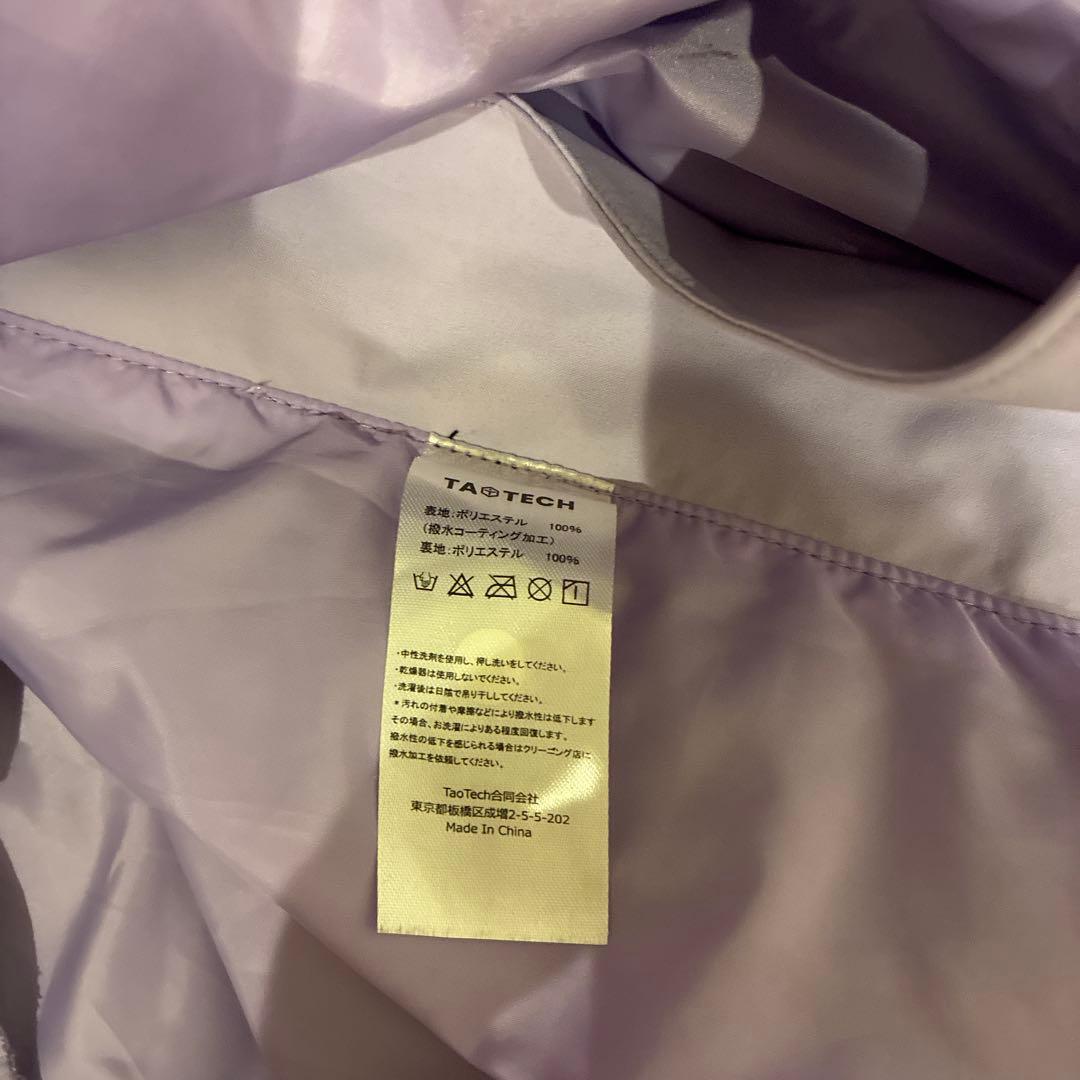 TAOTECH
表地:ポリエステル 100%
(撥水コーティング加工)
裏地:ポリエステル 100%
・中性洗剤を使用し、押し洗いをしてください。
・乾燥器は使用しないでください。
・洗濯後は日陰で吊り干ししてください。
*汚れの付着や摩擦などにより撥水性は低下します
その場合、お洗濯によりある程度回復します。
撥水性の低下を感じられる場合はクリーゴング店に
撥水加工を依頼してください。
TaoTech合同会社
東京都板橋区成増2-5-5-202
Made In China